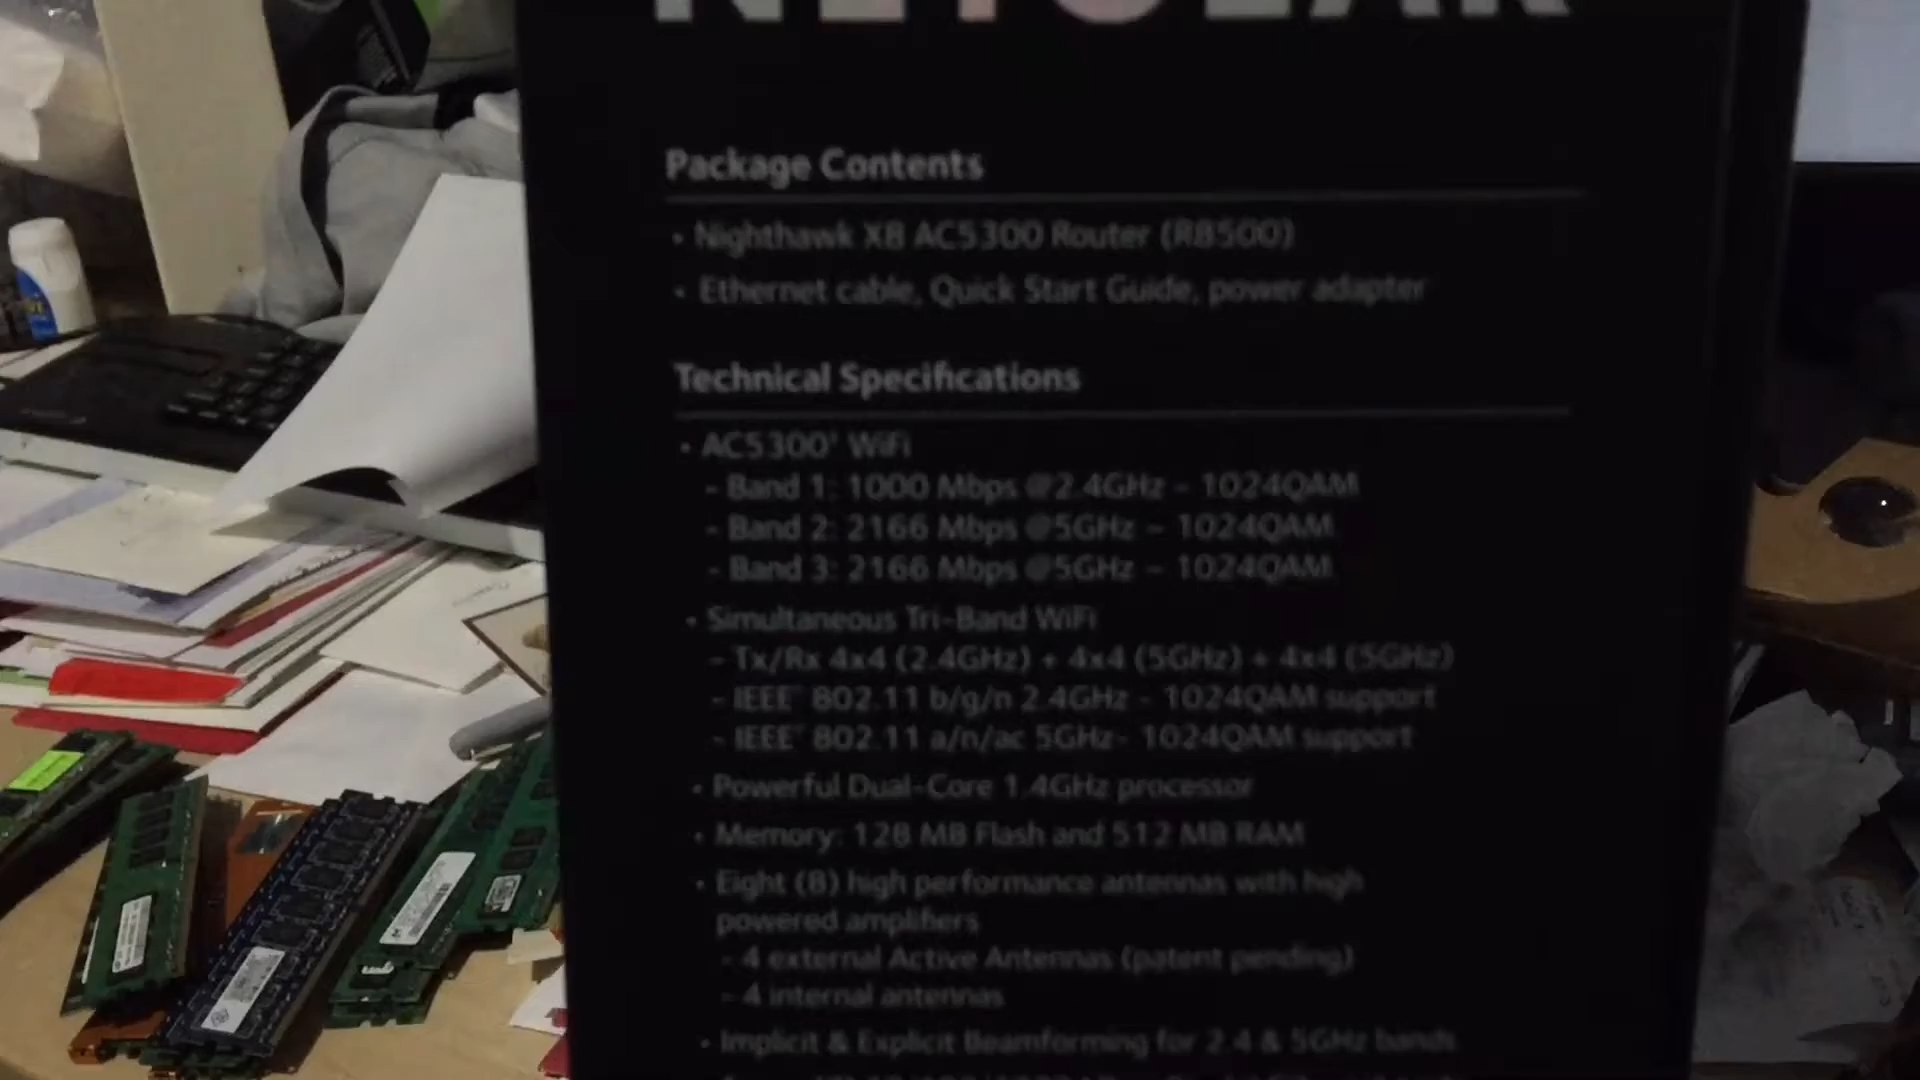 NETGEAR
Package Contents
• Nighthawk X8 AC5300 Router (R8500)
• Ethernet cable, Quick Start Guide, power adapter
Technical Specifications
• AC5300† WiFi
- Band 1: 1000 Mbps @2.4GHz – 1024QAM
- Band 2: 2166 Mbps @5GHz – 1024QAM
- Band 3: 2166 Mbps @5GHz – 1024QAM
• Simultaneous Tri-Band WiFi
- Tx/Rx 4x4 (2.4GHz) + 4x4 (5GHz) + 4x4 (5GHz)
- IEEE® 802.11 b/g/n 2.4GHz - 1024QAM support
- IEEE® 802.11 a/n/ac 5GHz- 1024QAM support
• Powerful Dual-Core 1.4GHz processor
• Memory: 128 MB Flash and 512 MB RAM
• Eight (8) high performance antennas with high
powered amplifiers
- 4 external Active Antennas (patent pending)
- 4 internal antennas
• Implicit & Explicit Beamforming for 2.4 & 5GHz bands